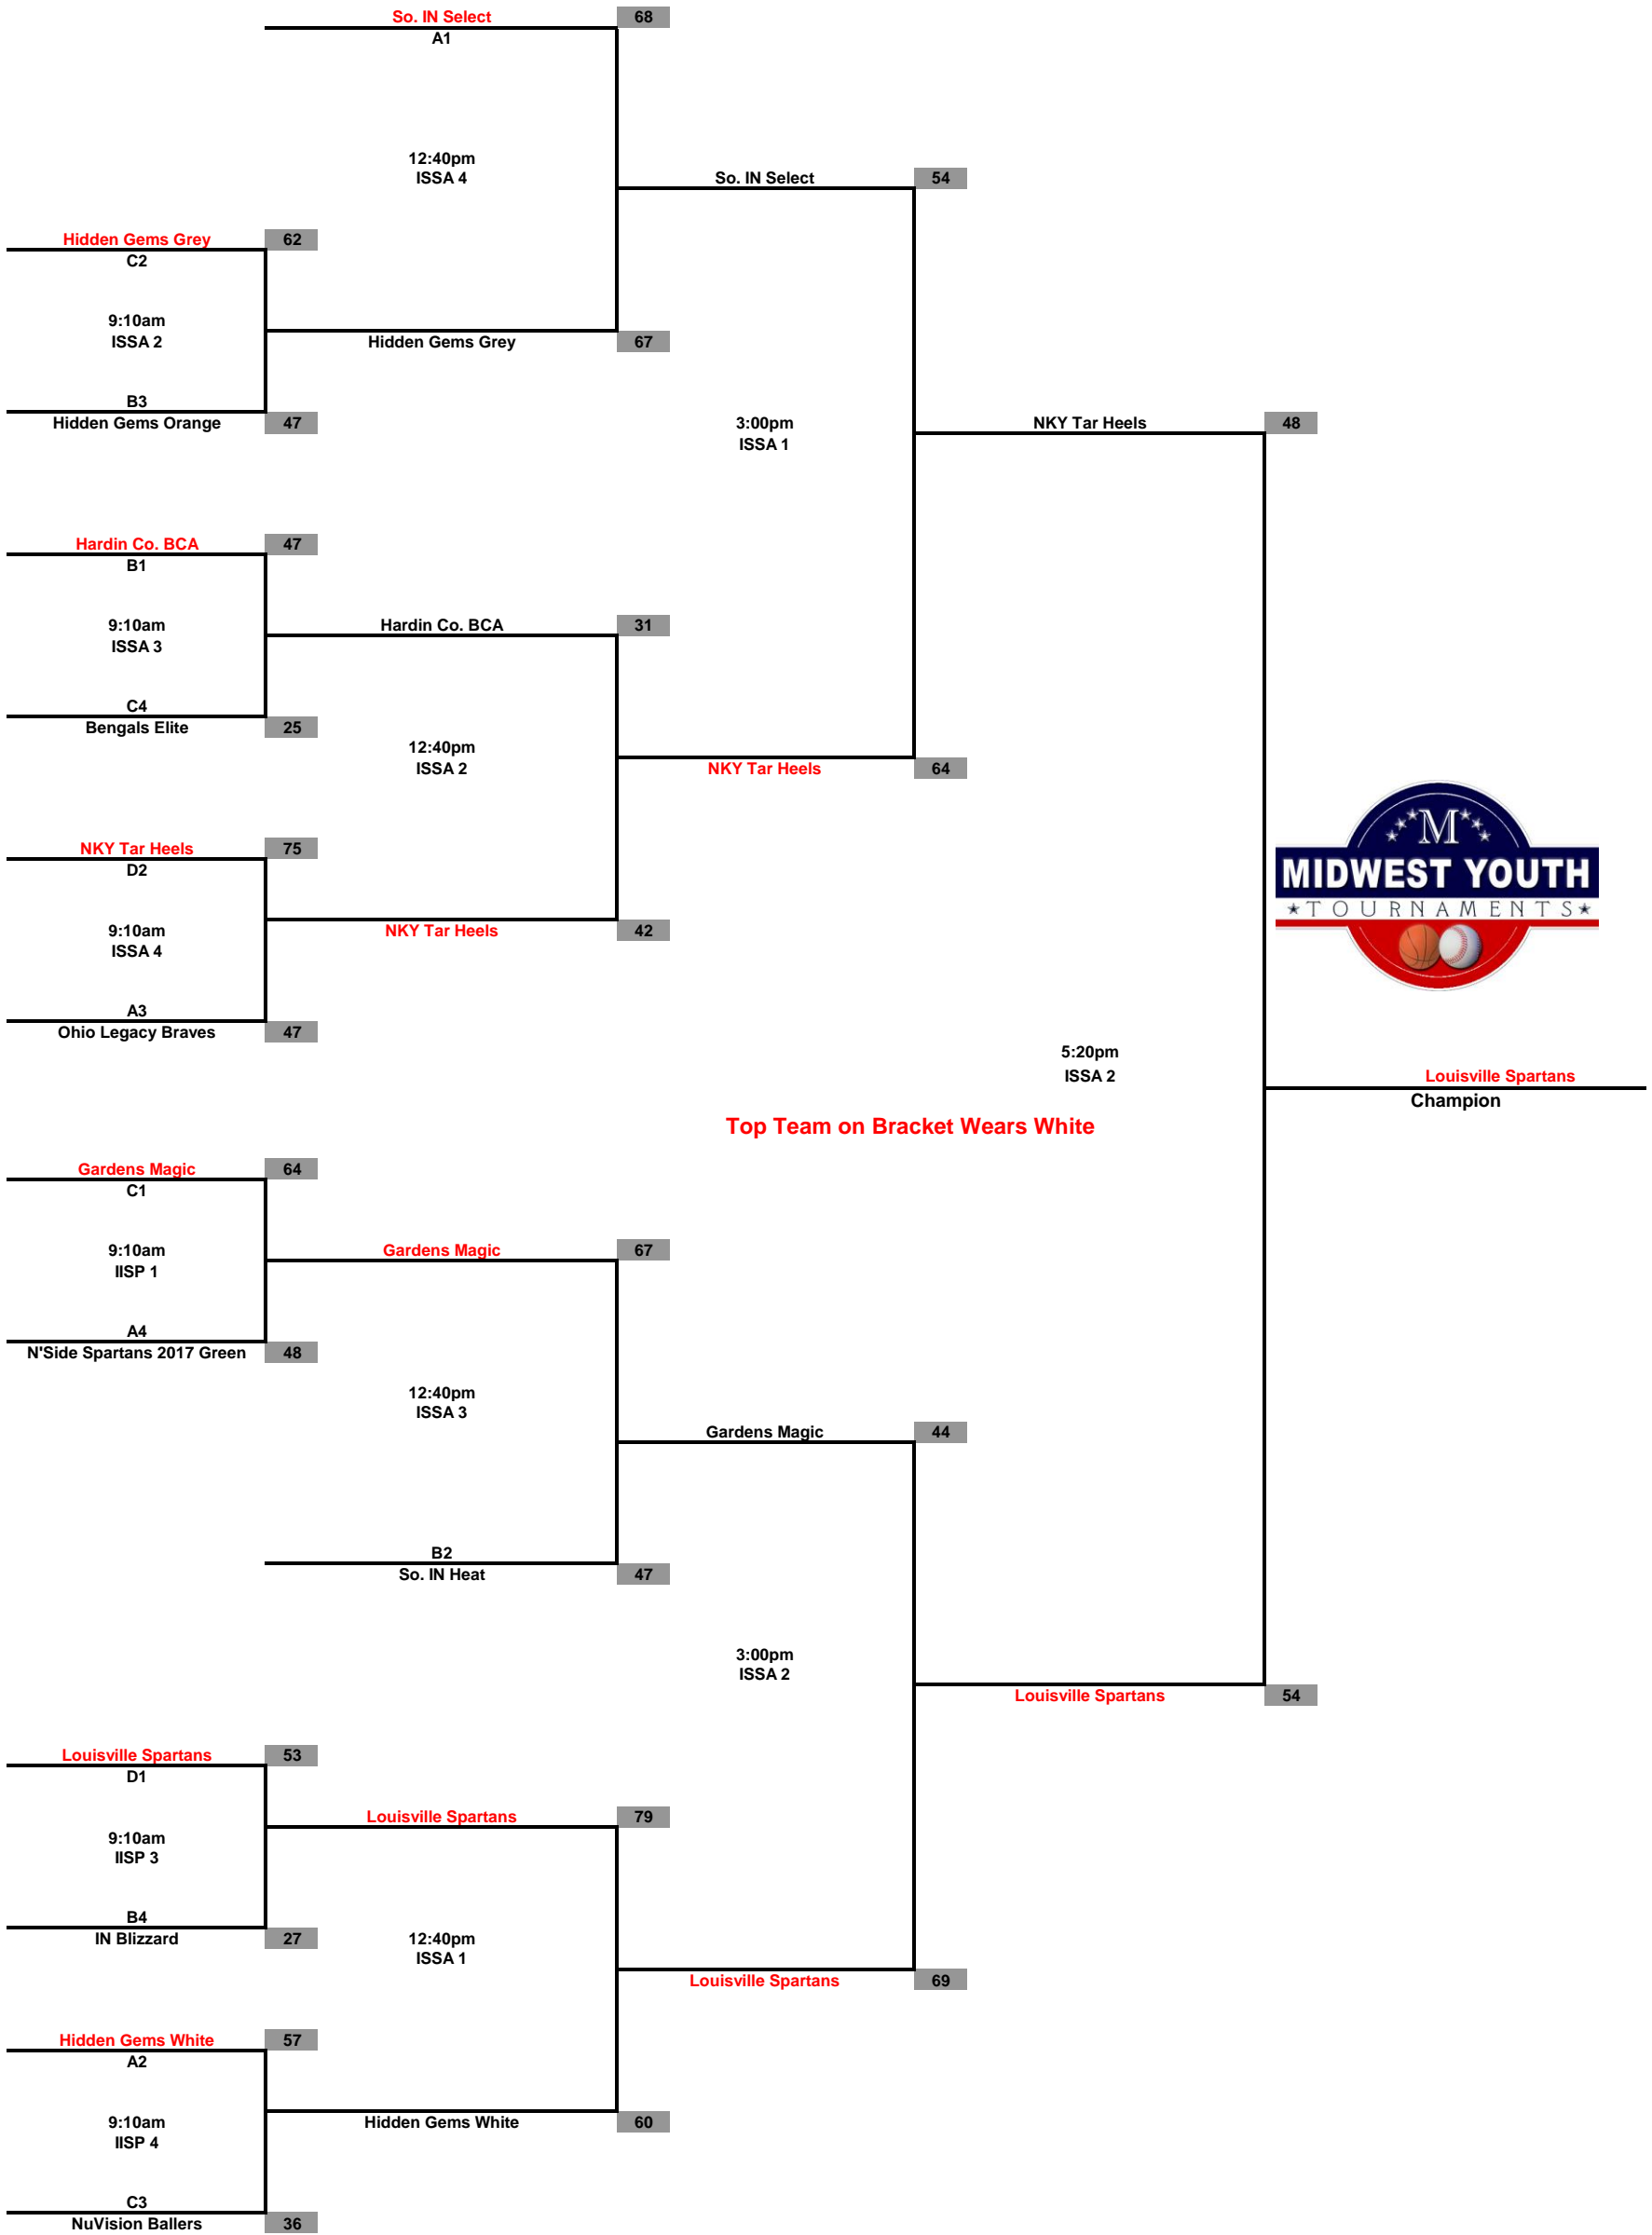 So. IN Select 68
A1
12:40pm
ISSA 4
So. IN Select 54
Hidden Gems Grey 62
C2
9:10am
ISSA 2
Hidden Gems Grey 67
B3
Hidden Gems Orange 47
3:00pm
ISSA 1
NKY Tar Heels 48
Hardin Co. BCA 47
B1
9:10am
ISSA 3
Hardin Co. BCA 31
C4
Bengals Elite 25
12:40pm
ISSA 2
NKY Tar Heels 64
NKY Tar Heels 75
D2
9:10am
ISSA 4
NKY Tar Heels 42
A3
Ohio Legacy Braves 47
M
MIDWEST YOUTH
TOURNAMENTS
5:20pm
ISSA 2
Louisville Spartans
Champion
Top Team on Bracket Wears White
Gardens Magic 64
C1
9:10am
IISP 1
Gardens Magic 67
A4
N'Side Spartans 2017 Green 48
12:40pm
ISSA 3
Gardens Magic 44
B2
So. IN Heat 47
3:00pm
ISSA 2
Louisville Spartans 54
Louisville Spartans 53
D1
9:10am
IISP 3
Louisville Spartans 79
B4
IN Blizzard 27
12:40pm
ISSA 1
Louisville Spartans 69
Hidden Gems White 57
A2
9:10am
IISP 4
Hidden Gems White 60
C3
NuVision Ballers 36